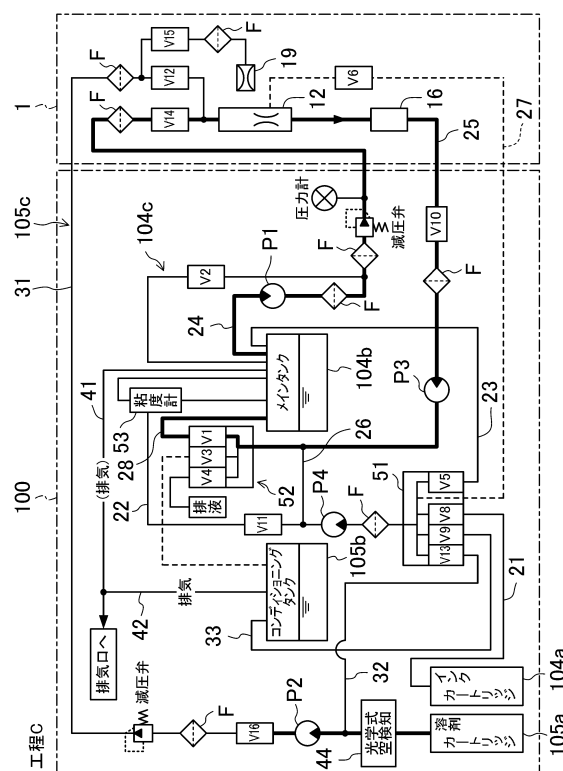 工程C
100
1
105c
31
F
V15
F
19
V12
F
V14
12
V6
16
25
27
104c
圧力計
減圧弁
V2
P1
F
F
V10
F
24
41
(排気)
粘度計
53
28
メインタンク
104b
P3
23
22
V1
V3
V4
排液
52
26
51
V11
P4
F
V5
V8
V9
V13
21
排気口へ
42
排気
33
コンディショニング
タンク
105b
32
減圧弁
F
V16
P2
光学式
空検知
44
インク
カートリッジ
104a
溶剤
カートリッジ
105a